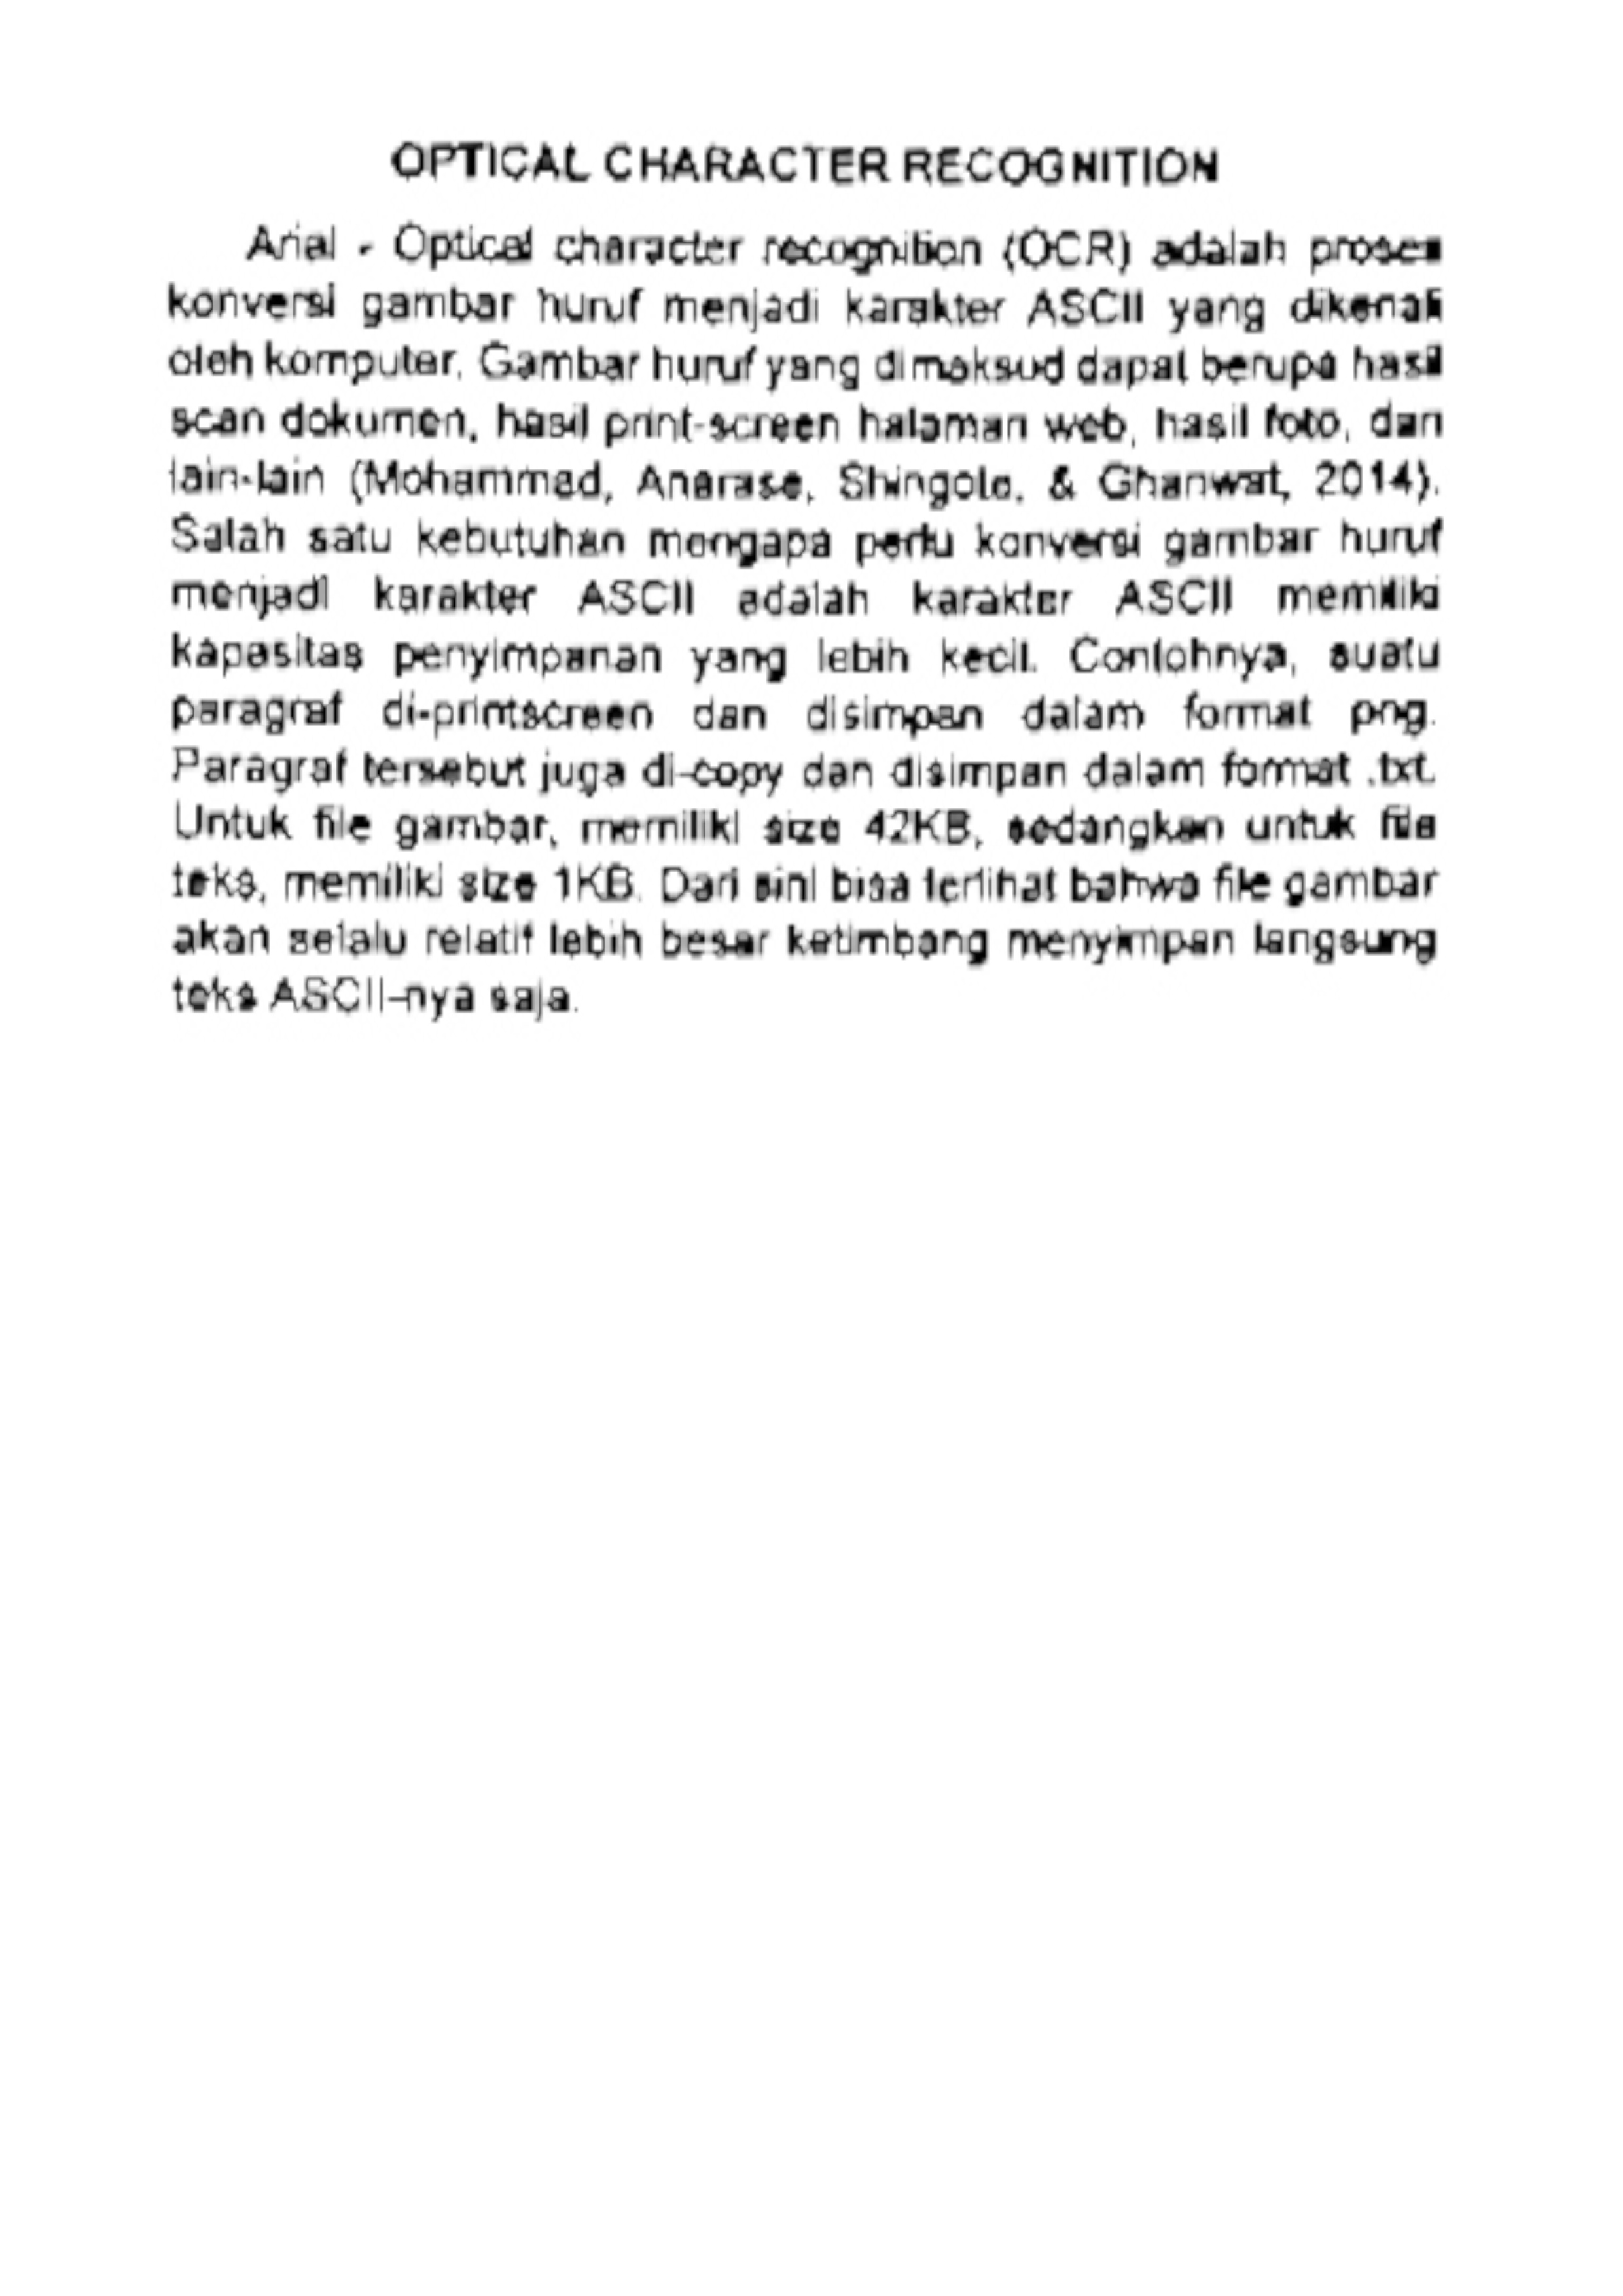 OPTICAL CHARACTER RECOGNITION
Arial - Optical character recognition (OCR) adalah proses
konversi gambar huruf menjadi karakter ASCII yang dikenali
oleh komputer. Gambar huruf yang dimaksud dapat berupa hasil
scan dokumen, hasil print-screen halaman web, hasil foto, dan
lain-lain (Mohammad, Anarase, Shingote, & Ghanwat, 2014).
Salah satu kebutuhan mengapa perlu konversi gambar huruf
menjadi karakter ASCII adalah karakter ASCII memiliki
kapasitas penyimpanan yang lebih kecil. Contohnya, suatu
paragraf di-printscreen dan disimpan dalam format png.
Paragraf tersebut juga di-copy dan disimpan dalam format .txt.
Untuk file gambar, memiliki size 42KB, sedangkan untuk file
teks, memiliki size 1KB. Dari sini bisa terlihat bahwa file gambar
akan selalu relatif lebih besar ketimbang menyimpan langsung
teks ASCII-nya saja.